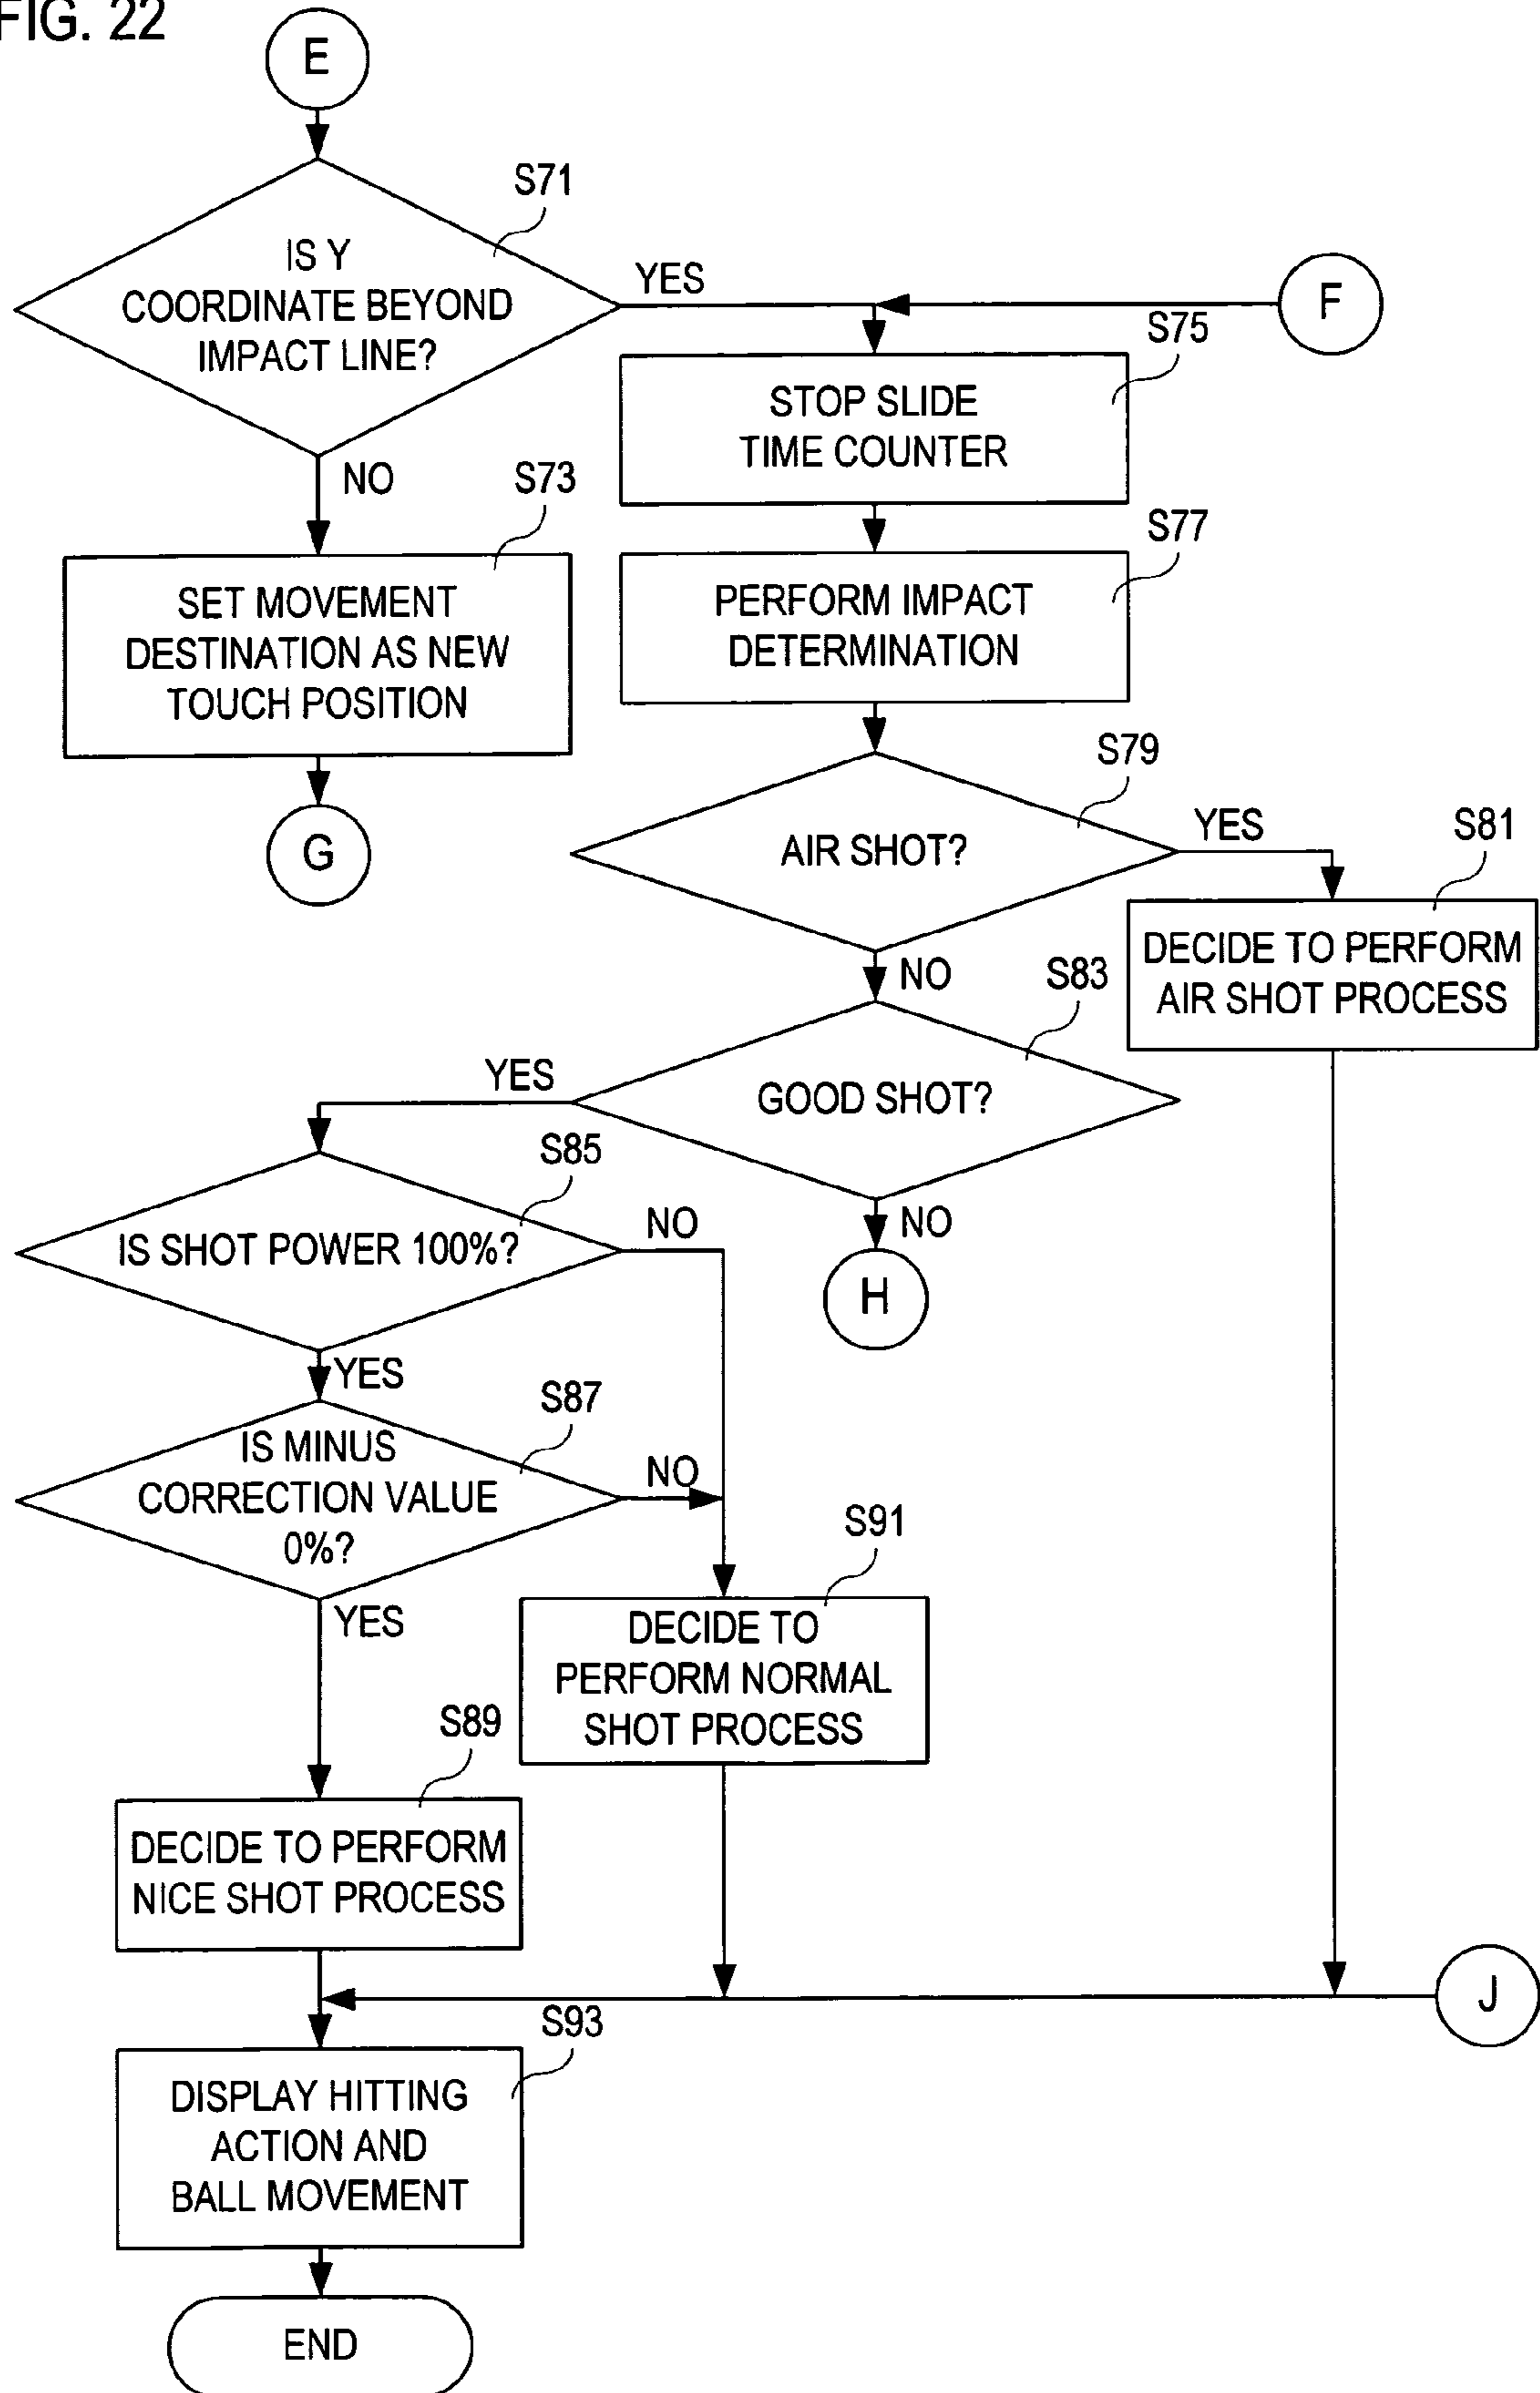 FIG. 22
E
S71
IS Y
COORDINATE BEYOND
IMPACT LINE?
YES
F
NO
S73
SET MOVEMENT
DESTINATION AS NEW
TOUCH POSITION
G
S75
STOP SLIDE
TIME COUNTER
S77
PERFORM IMPACT
DETERMINATION
S79
AIR SHOT?
YES
S81
DECIDE TO PERFORM
AIR SHOT PROCESS
NO
S83
GOOD SHOT?
YES
NO
H
S85
IS SHOT POWER 100%?
NO
YES
S87
IS MINUS
CORRECTION VALUE
0%?
NO
YES
S91
DECIDE TO
PERFORM NORMAL
SHOT PROCESS
S89
DECIDE TO PERFORM
NICE SHOT PROCESS
J
S93
DISPLAY HITTING
ACTION AND
BALL MOVEMENT
END